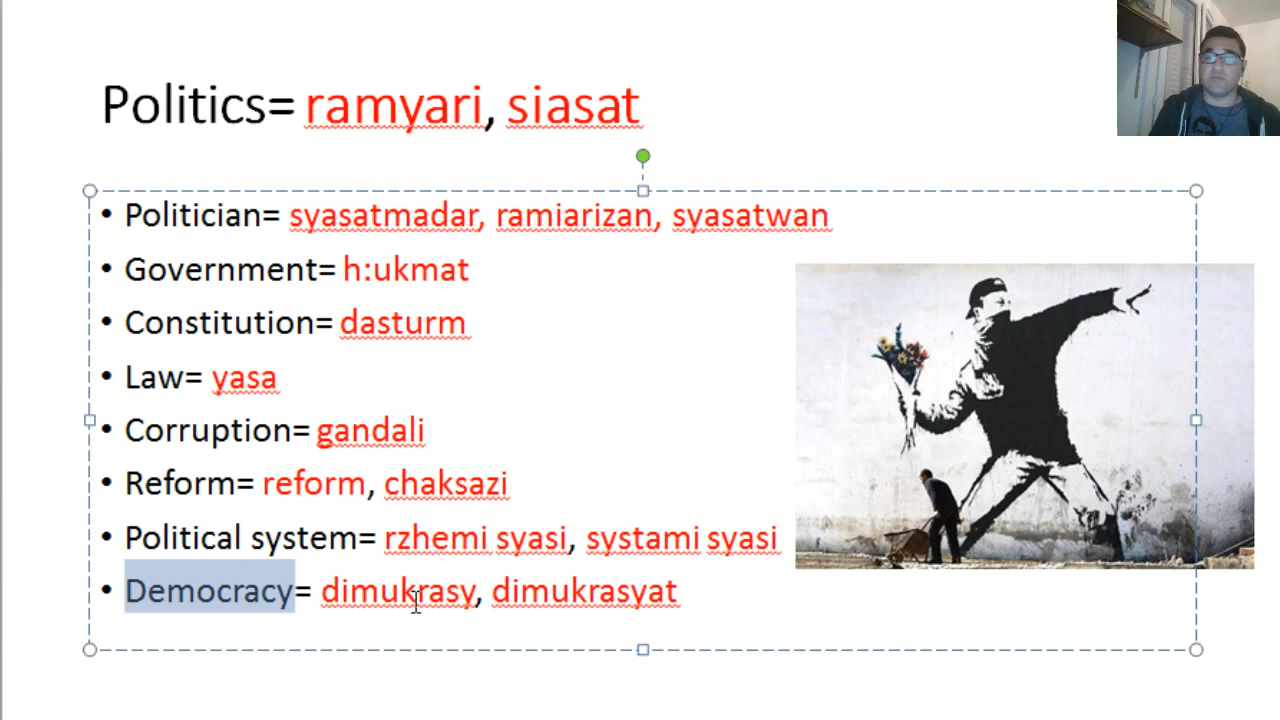 Politics= ramyari, siasat
• Politician= syasatmadar, ramiarizan, syasatwan
• Government= h:ukmat
• Constitution= dasturm
• Law= yasa
• Corruption= gandali
• Reform= reform, chaksazi
• Political system= rzhemi syasi, systami syasi
• Democracy= dimukrasy, dimukrasyat